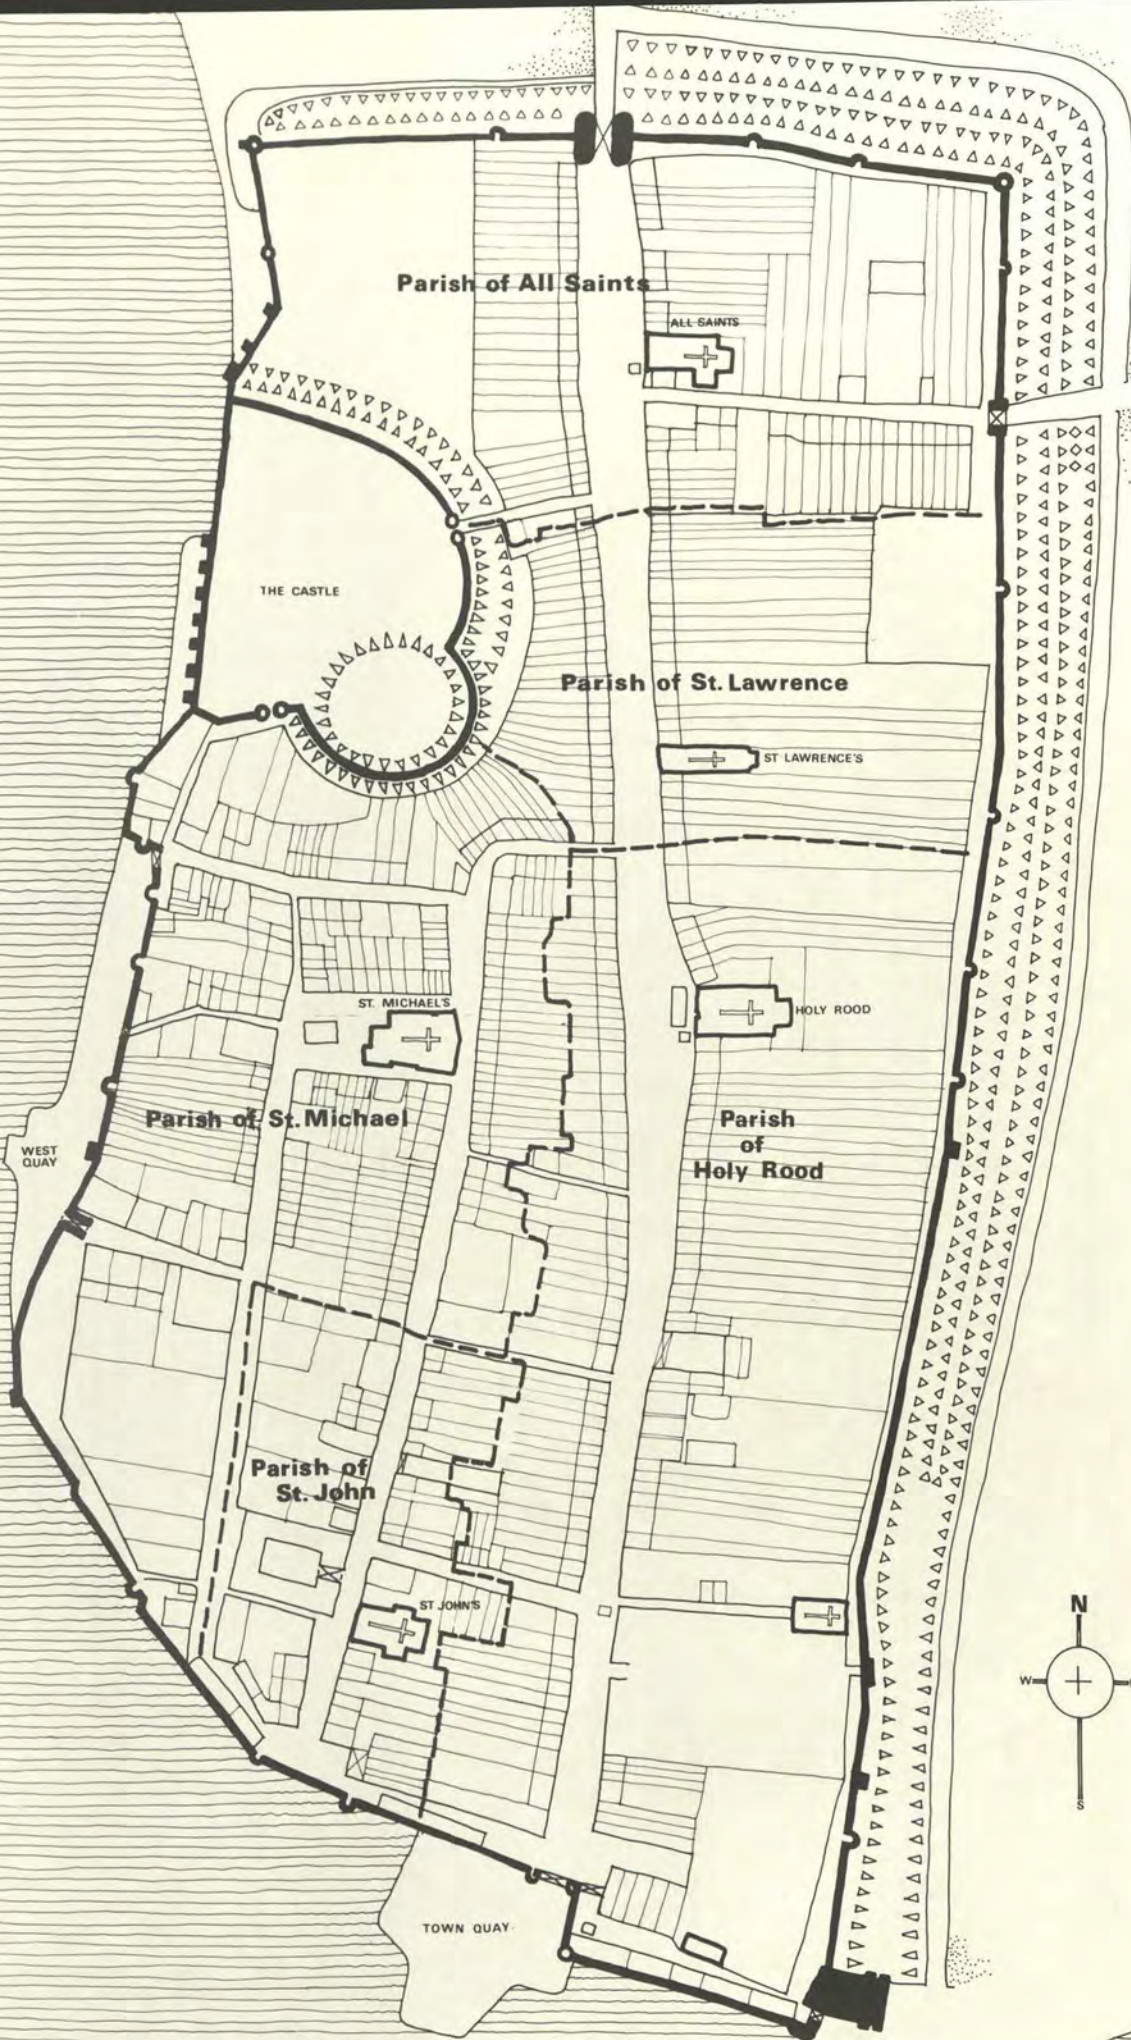 Parish of All Saints
ALL SAINTS
THE CASTLE
Parish of St. Lawrence
ST LAWRENCE'S
ST. MICHAEL'S
HOLY ROOD
Parish of St. Michael
Parish
of
Holy Rood
WEST
QUAY
Parish of
St. John
ST JOHN'S
N
W
S
TOWN QUAY